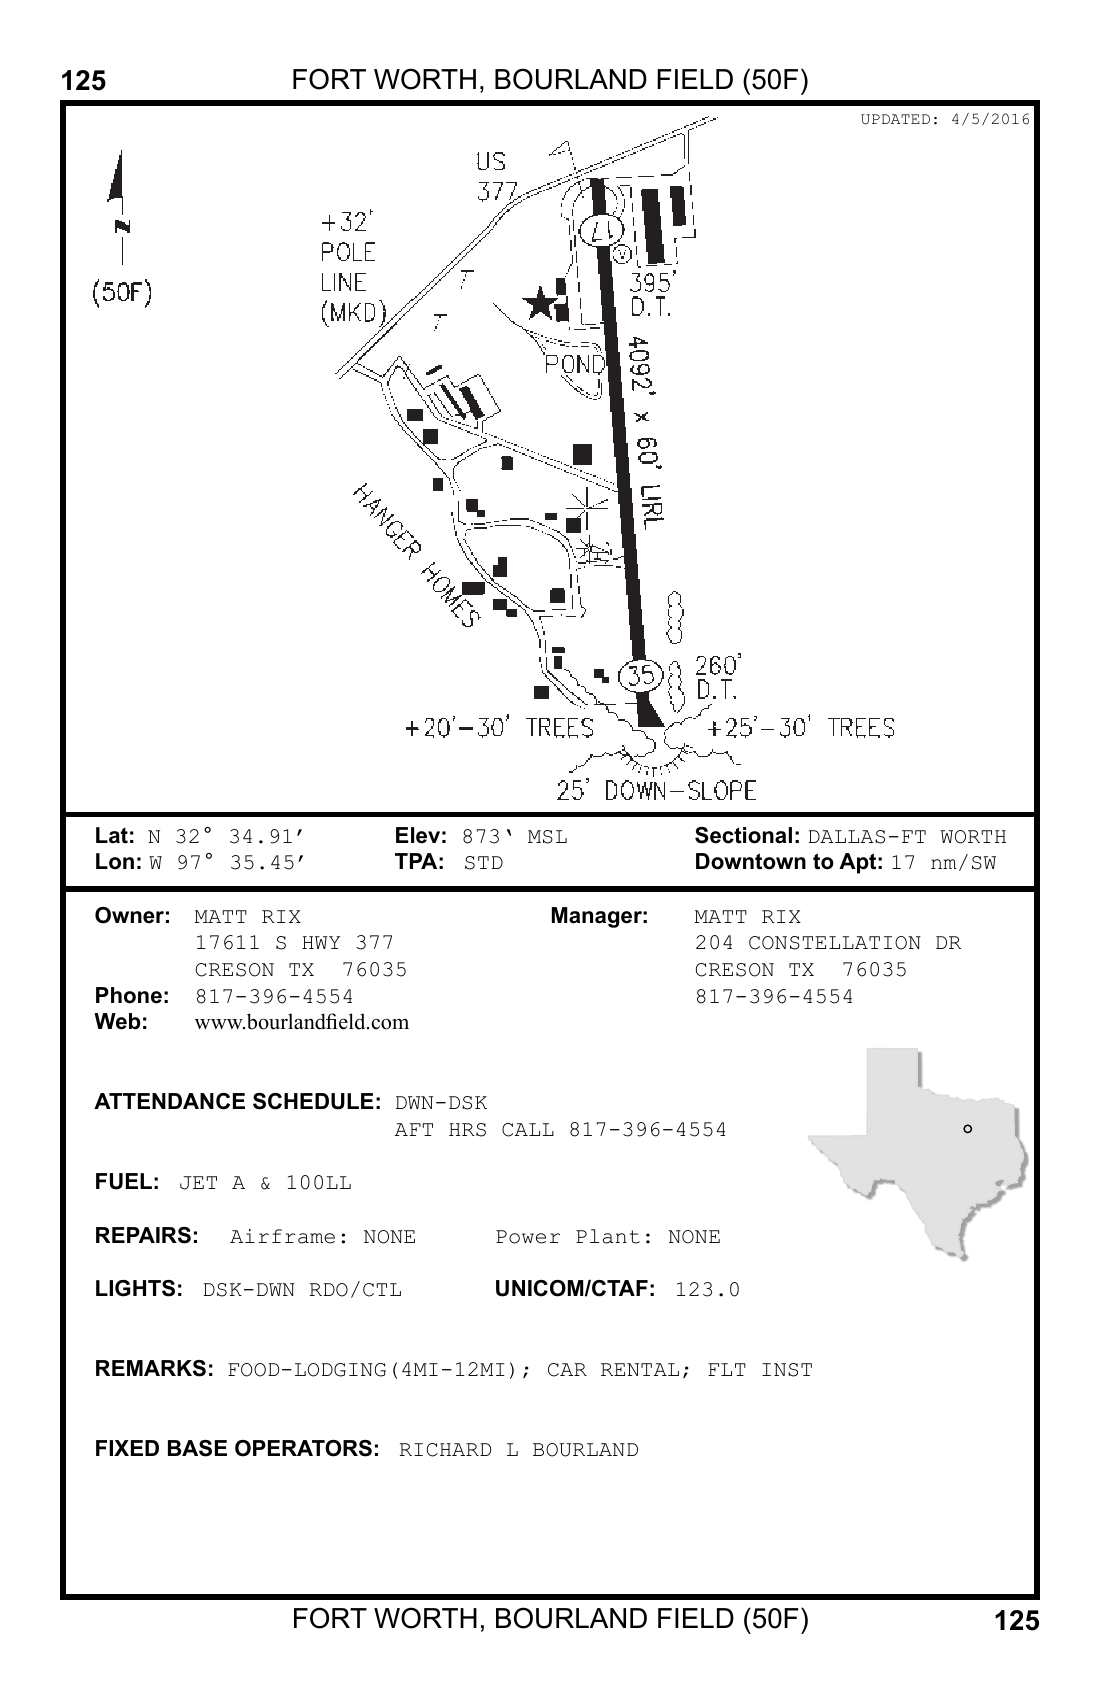 125 FORT WORTH, BOURLAND FIELD (50F)
UPDATED: 4/5/2016
US
377
N
(50F)
+32'
POLE
LINE
(MKD)
T
T
17
V
395'
D.T.
POND
4092' x 60' LIRL
HANGER HOMES
35
260'
D.T.
+20'-30' TREES
+25'-30' TREES
25' DOWN-SLOPE
Lat: N 32° 34.91′ Elev: 873‘ MSL Sectional: DALLAS-FT WORTH
Lon: W 97° 35.45′ TPA: STD Downtown to Apt: 17 nm/SW
Owner: MATT RIX Manager: MATT RIX
17611 S HWY 377 204 CONSTELLATION DR
CRESON TX 76035 CRESON TX 76035
Phone: 817-396-4554 817-396-4554
Web: www.bourlandfield.com
ATTENDANCE SCHEDULE: DWN-DSK
AFT HRS CALL 817-396-4554
FUEL: JET A & 100LL
REPAIRS: Airframe: NONE Power Plant: NONE
LIGHTS: DSK-DWN RDO/CTL UNICOM/CTAF: 123.0
REMARKS: FOOD-LODGING(4MI-12MI); CAR RENTAL; FLT INST
FIXED BASE OPERATORS: RICHARD L BOURLAND
FORT WORTH, BOURLAND FIELD (50F) 125